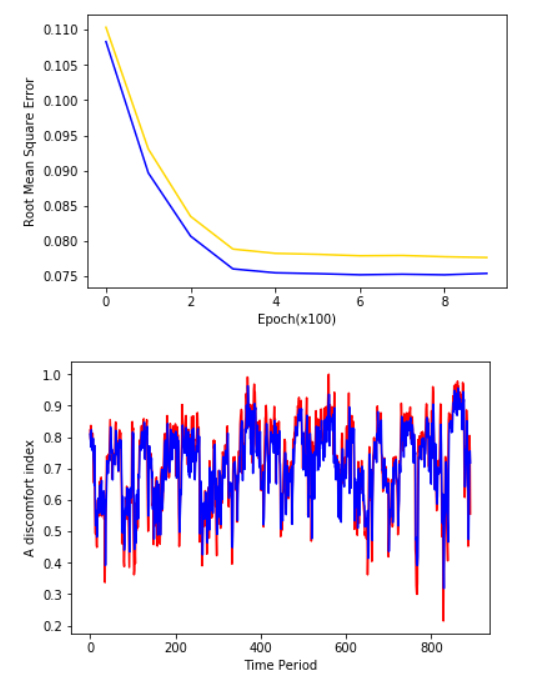 0.110
0.105
0.100
0.095
0.090
0.085
0.080
0.075
Root Mean Square Error
0 2 4 6 8
Epoch(x100)
1.0
0.9
0.8
0.7
0.6
0.5
0.4
0.3
0.2
A discomfort index
0 200 400 600 800
Time Period